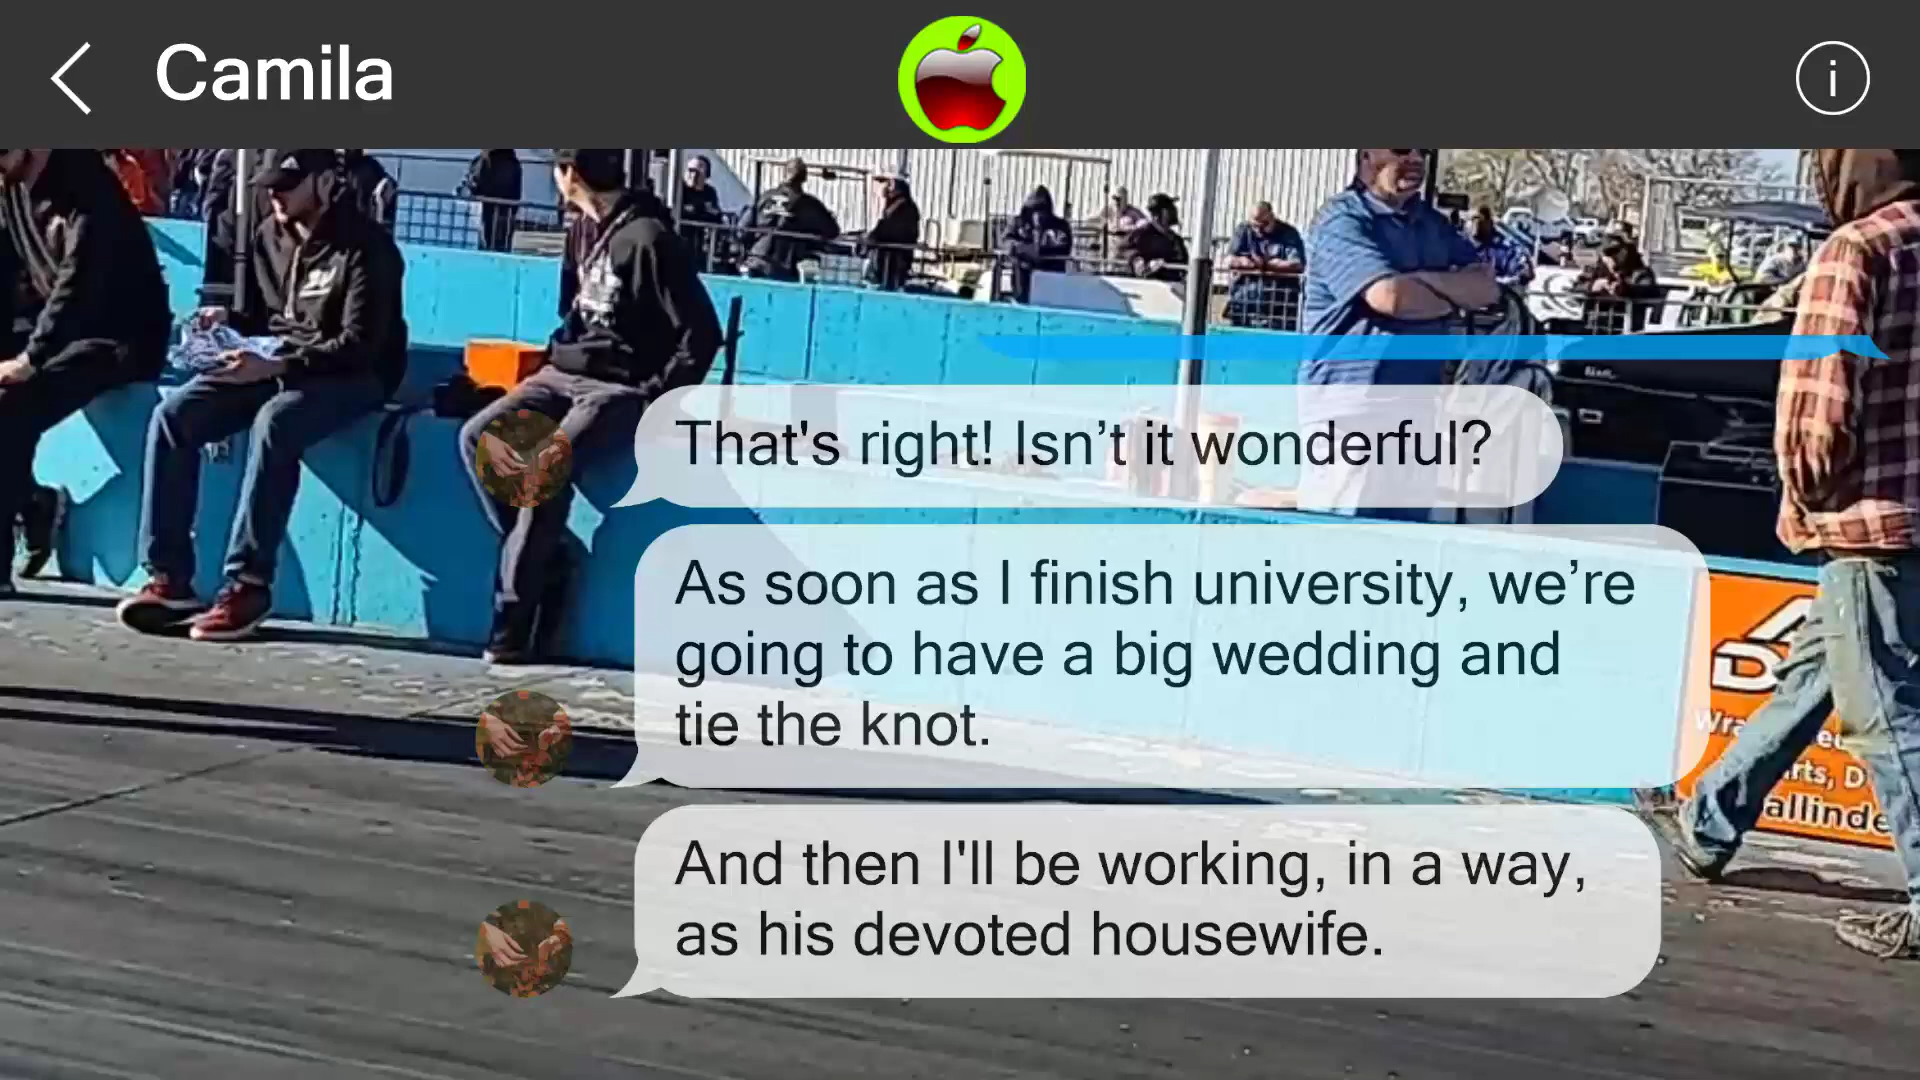 Camila
i
That's right! Isn’t it wonderful?
As soon as I finish university, we’re
going to have a big wedding and
tie the knot.
And then I'll be working, in a way,
as his devoted housewife.